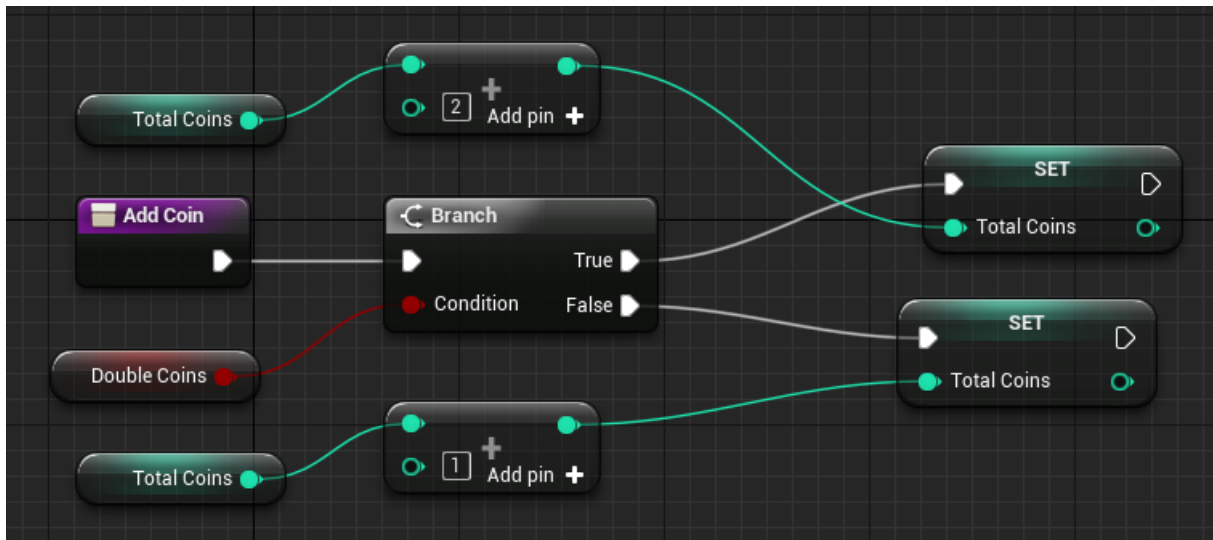 Total Coins
2
Add pin
SET
Total Coins
Add Coin
Branch
True
Condition
False
Double Coins
SET
Total Coins
Total Coins
1
Add pin